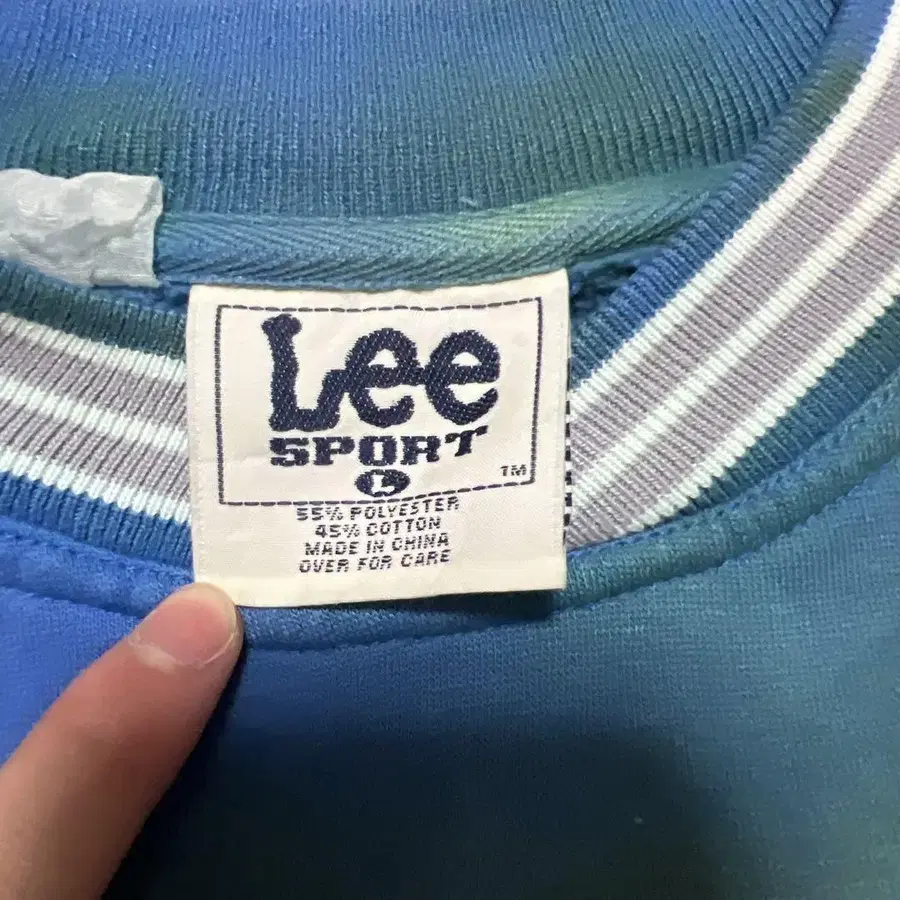 Lee
SPORT
L TM
55% POLYESTER
45% COTTON
MADE IN CHINA
OVER FOR CARE